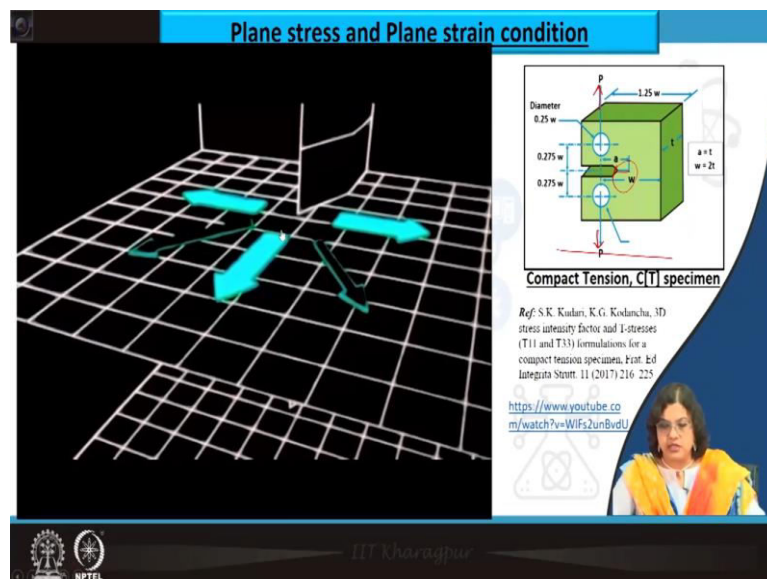 Plane stress and Plane strain condition
P
1.25 w
Diameter
0.25 w
0.275 w
0.275 w
a
w
t
a = t
w = 2t
P
Compact Tension, C[T] specimen
Ref: S.K. Kudari, K.G. Kodancha, 3D
stress intensity factor and T-stresses
(T11 and T33) formulations for a
compact tension specimen, Frat. Ed
Integrita Strutt. 11 (2017) 216 225
https://www.youtube.co
m/watch?v=WlFs2unBvdU
IIT Kharagpur
NPTEL